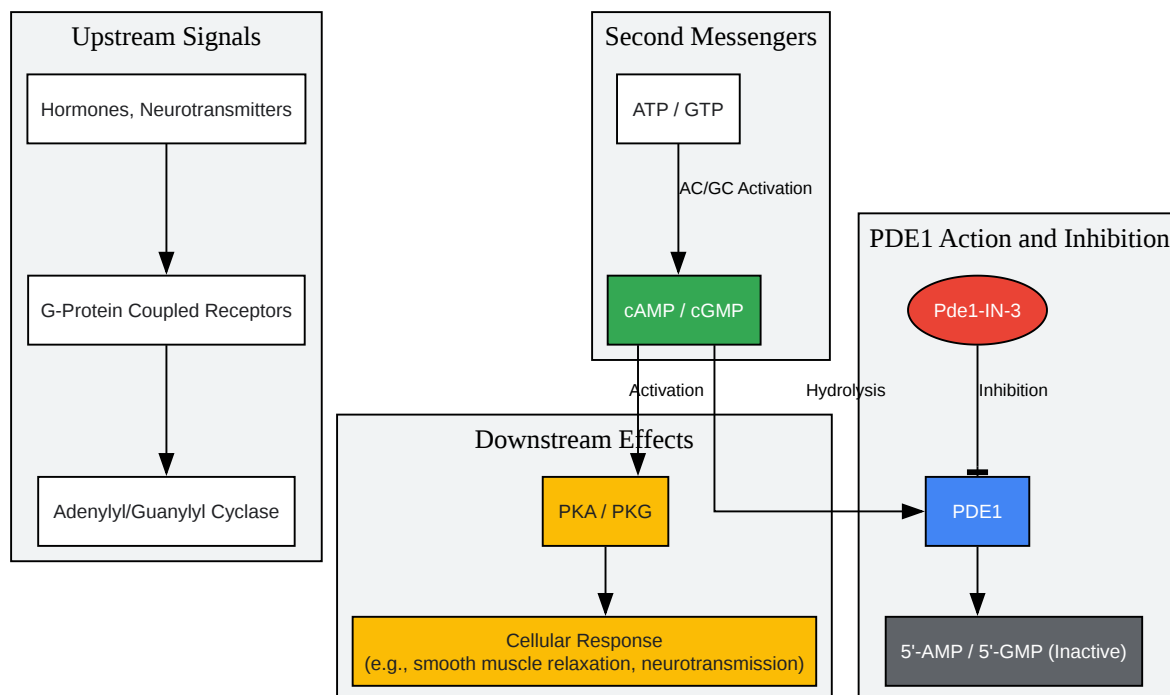 Upstream Signals
Hormones, Neurotransmitters
G-Protein Coupled Receptors
Adenylyl/Guanylyl Cyclase
Second Messengers
ATP / GTP
AC/GC Activation
cAMP / cGMP
Activation
Hydrolysis
Downstream Effects
PKA / PKG
Cellular Response
(e.g., smooth muscle relaxation, neurotransmission)
PDE1 Action and Inhibition
Pde1-IN-3
Inhibition
PDE1
5'-AMP / 5'-GMP (Inactive)